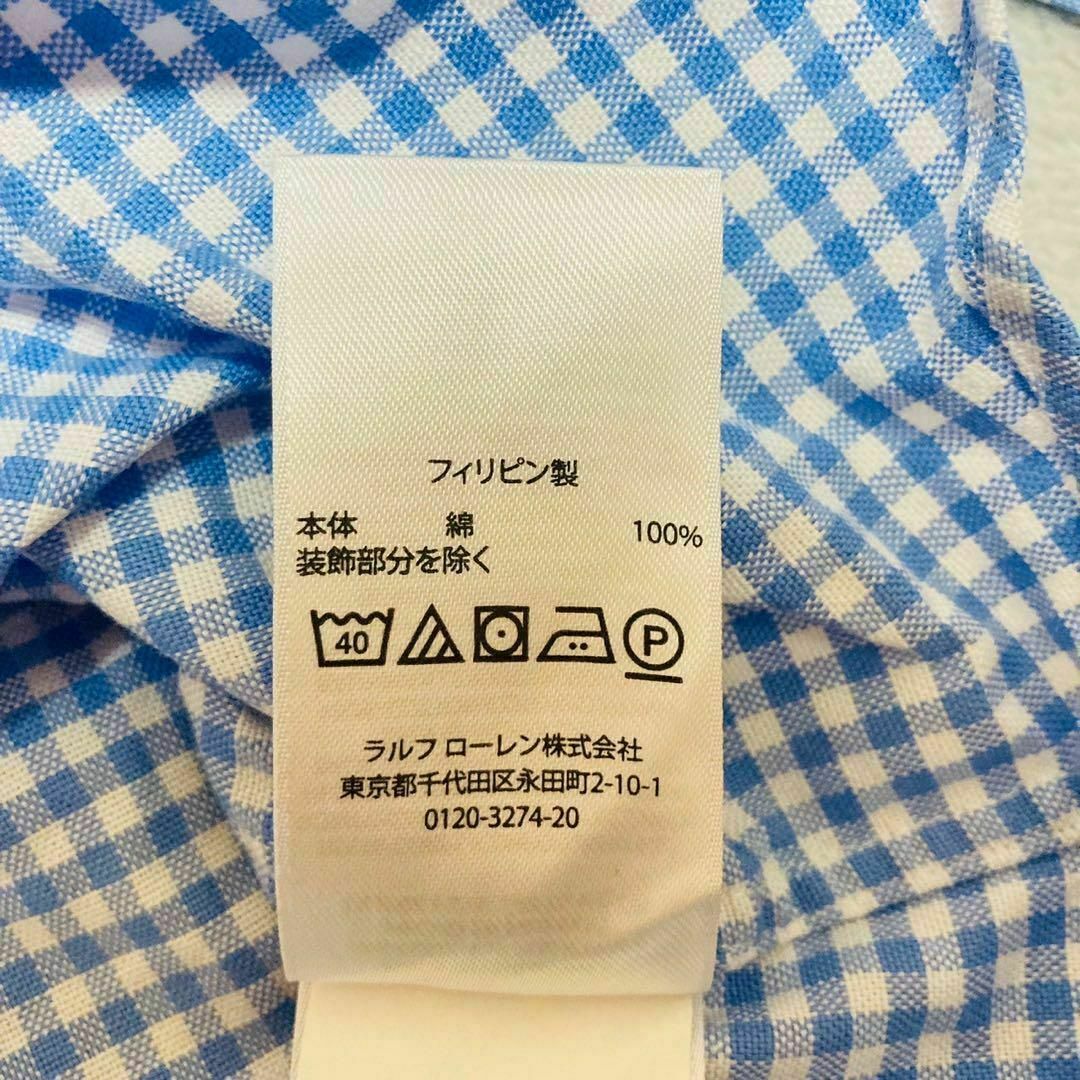 フィリピン製
本体 綿 100%
装飾部分を除く
40 P
ラルフ ローレン株式会社
東京都千代田区永田町2-10-1
0120-3274-20